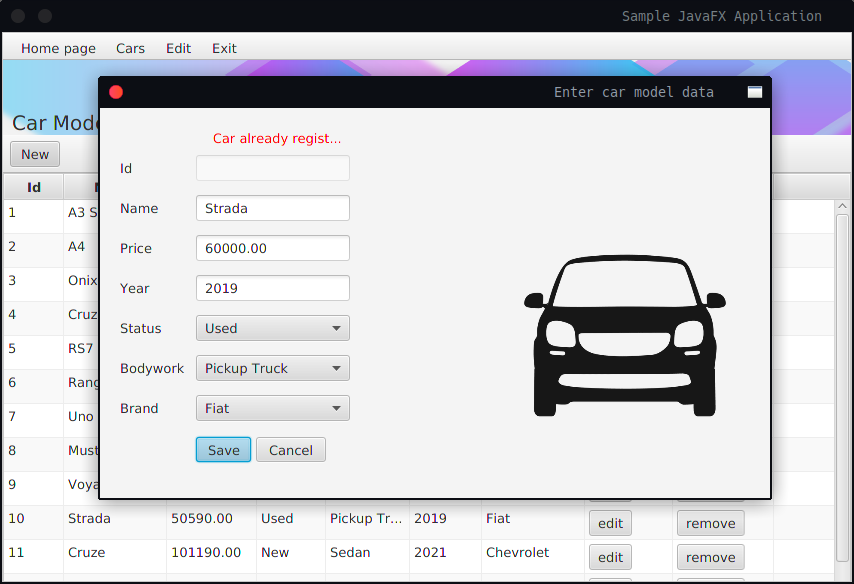 Sample JavaFX Application
Home page Cars Edit Exit
Enter car model data
Car Mode
New
Car already regist...
Id
Name Strada
Price 60000.00
Year 2019
Status Used
Bodywork Pickup Truck
Brand Fiat
Save Cancel
Id
1 A3 S
2 A4
3 Onix
4 Cruz
5 RS7
6 Rang
7 Uno
8 Must
9 Voya
10 Strada 50590.00 Used Pickup Tr... 2019 Fiat edit remove
11 Cruze 101190.00 New Sedan 2021 Chevrolet edit remove